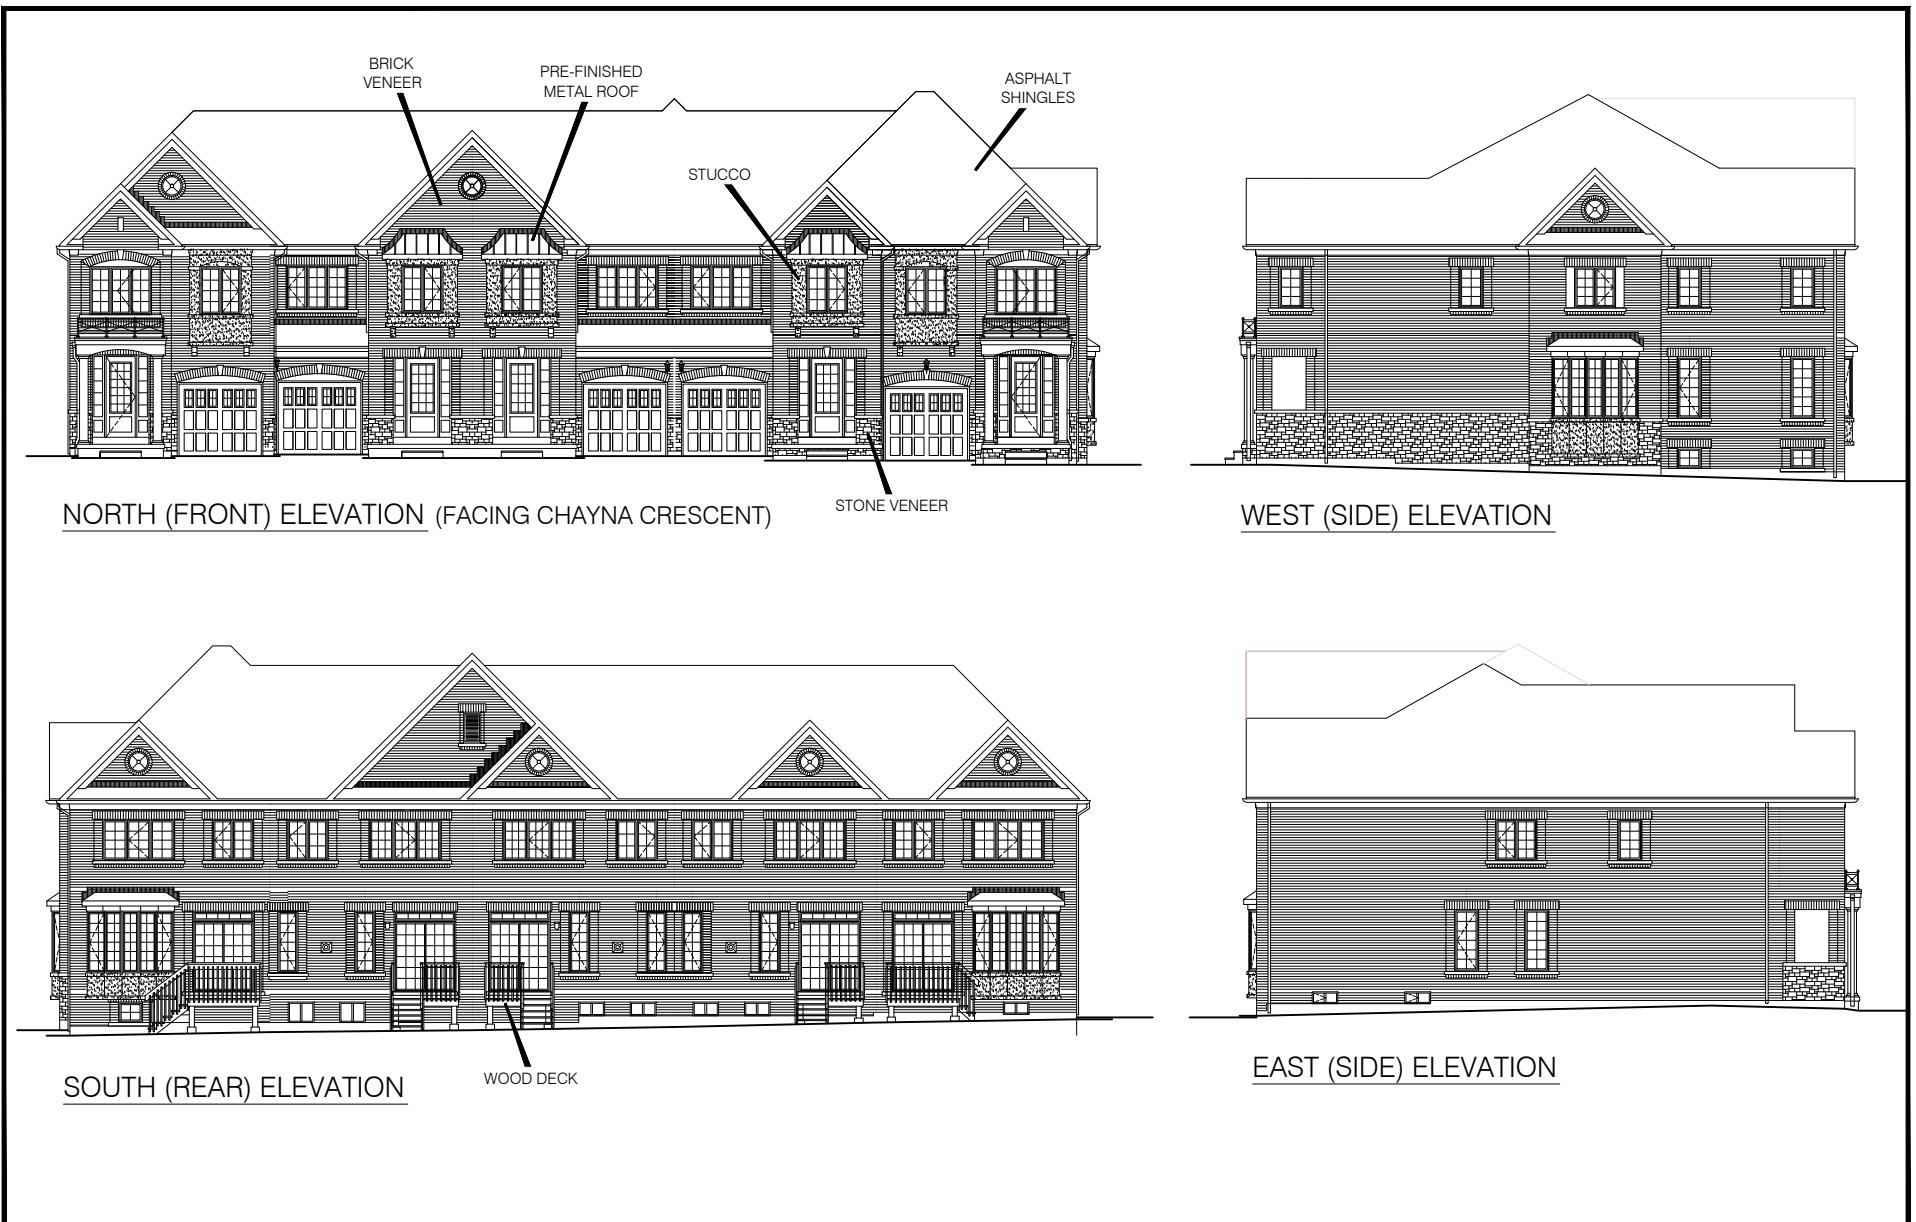 BRICK
VENEER
PRE-FINISHED
METAL ROOF
ASPHALT
SHINGLES
STUCCO
STONE VENEER
NORTH (FRONT) ELEVATION (FACING CHAYNA CRESCENT)
WEST (SIDE) ELEVATION
WOOD DECK
SOUTH (REAR) ELEVATION
EAST (SIDE) ELEVATION